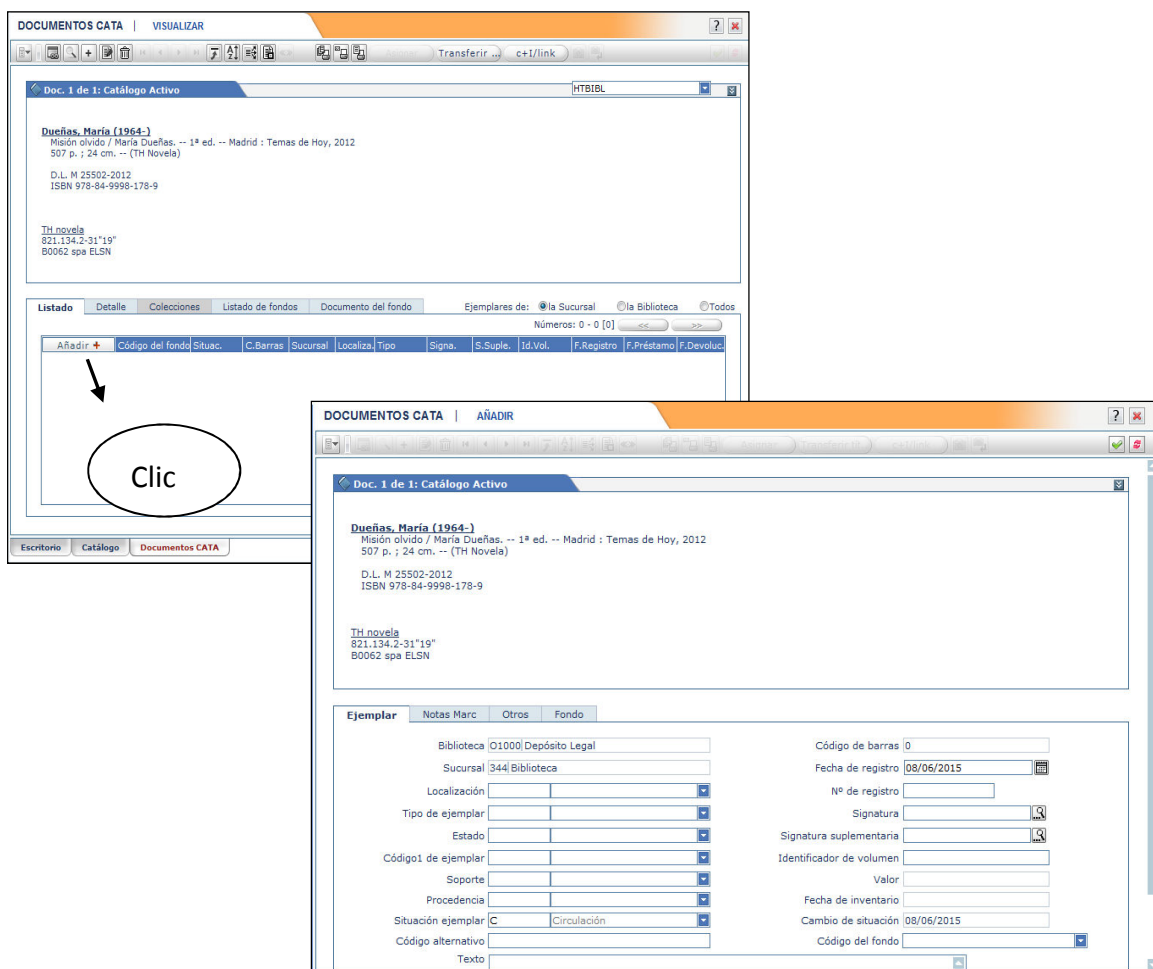 DOCUMENTOS CATA | VISUALIZAR
Transferir ... c+I/link
Doc. 1 de 1: Catálogo Activo HTBIBL
Dueñas, María (1964-)
Misión olvido / María Dueñas. -- 1ª ed. -- Madrid : Temas de Hoy, 2012
507 p. ; 24 cm. -- (TH Novela)
D.L. M 25502-2012
ISBN 978-84-9998-178-9
TH novela
821.134.2-31"19"
B0062 spa ELSN
Listado Detalle Colecciones Listado de fondos Documento del fondo Ejemplares de: la Sucursal la Biblioteca Todos
Números: 0 - 0 [0] << >>
Añadir + Código del fondo Situac. C.Barras Sucursal Localiza. Tipo Signa. S.Suple. Id.Vol. F.Registro F.Préstamo F.Devoluc.
Clic
Escritorio Catálogo Documentos CATA
DOCUMENTOS CATA | AÑADIR
Doc. 1 de 1: Catálogo Activo
Dueñas, María (1964-)
Misión olvido / María Dueñas. -- 1ª ed. -- Madrid : Temas de Hoy, 2012
507 p. ; 24 cm. -- (TH Novela)
D.L. M 25502-2012
ISBN 978-84-9998-178-9
TH novela
821.134.2-31"19"
B0062 spa ELSN
Ejemplar Notas Marc Otros Fondo
Biblioteca O1000 Depósito Legal Código de barras 0
Sucursal 344 Biblioteca Fecha de registro 08/06/2015
Localización Nº de registro
Tipo de ejemplar Signatura
Estado Signatura suplementaria
Código1 de ejemplar Identificador de volumen
Soporte Valor
Procedencia Fecha de inventario
Situación ejemplar C Circulación Cambio de situación 08/06/2015
Código alternativo Código del fondo
Texto